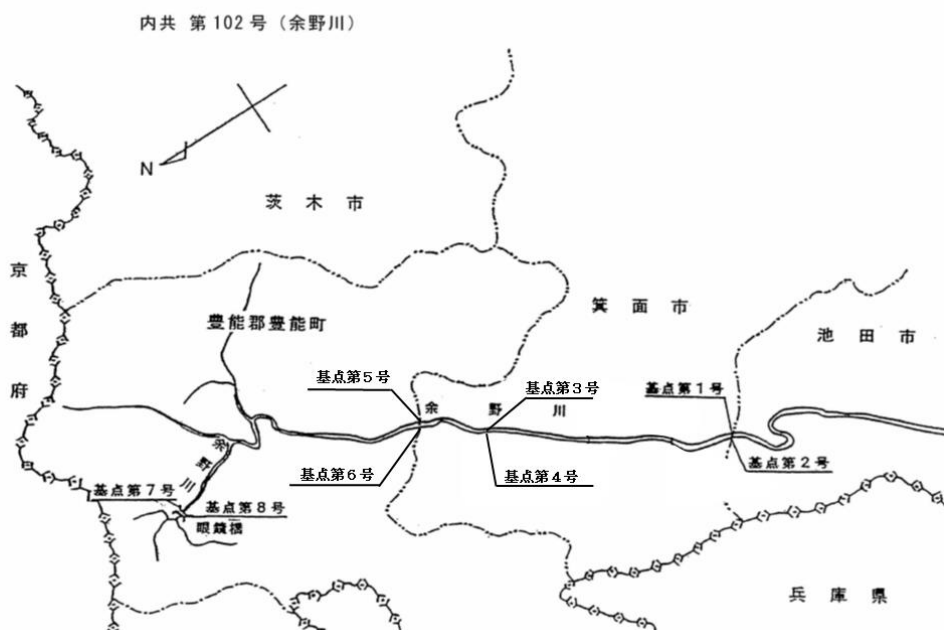 内共 第102号（余野川）
N
茨木市
京都府
箕面市
池田市
豊能郡豊能町
基点第5号
基点第3号
基点第1号
余野川
基点第6号
基点第4号
基点第2号
余野川
基点第7号
基点第8号
眼鏡橋
兵庫県